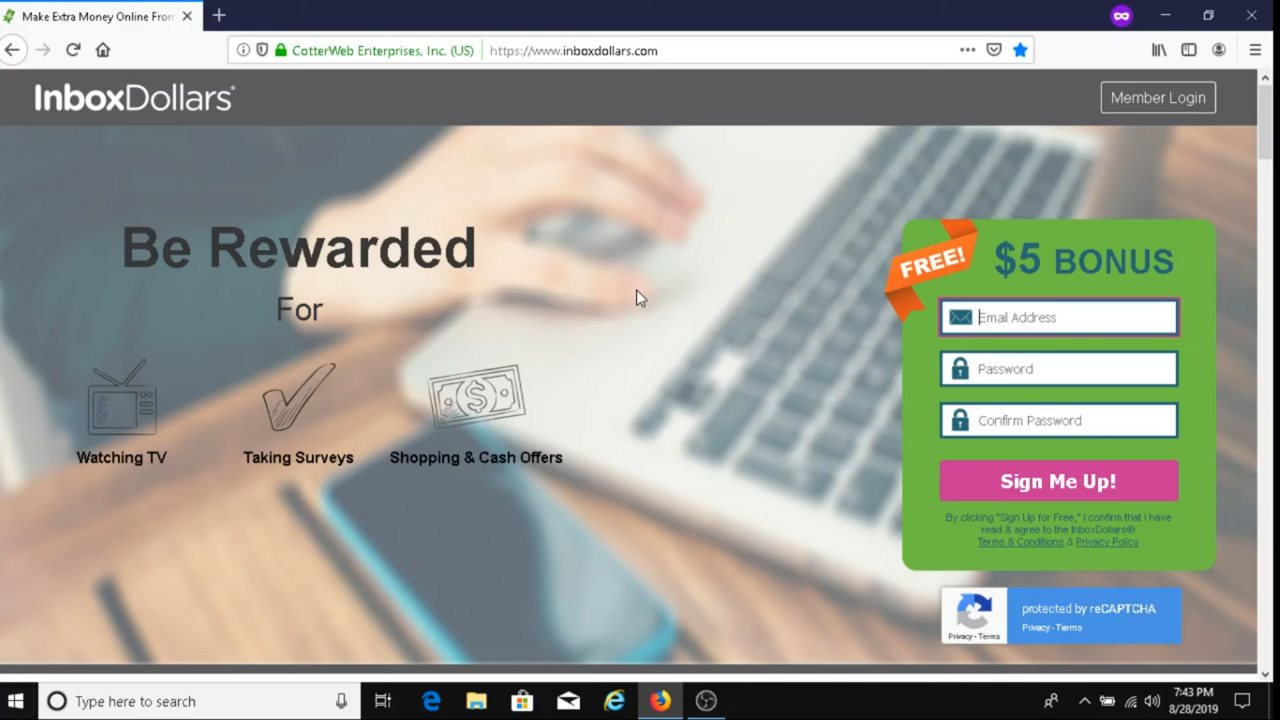 Make Extra Money Online From
CotterWeb Enterprises, Inc. (US)
https://www.inboxdollars.com
InboxDollars®
Member Login
Be Rewarded
For
Watching TV
Taking Surveys
Shopping & Cash Offers
FREE!
$5 BONUS
Email Address
Password
Confirm Password
Sign Me Up!
By clicking "Sign Up for Free," I confirm that I have
read & agree to the InboxDollars®
Terms & Conditions & Privacy Policy
protected by reCAPTCHA
Privacy - Terms
Privacy - Terms
Type here to search
7:43 PM
8/28/2019